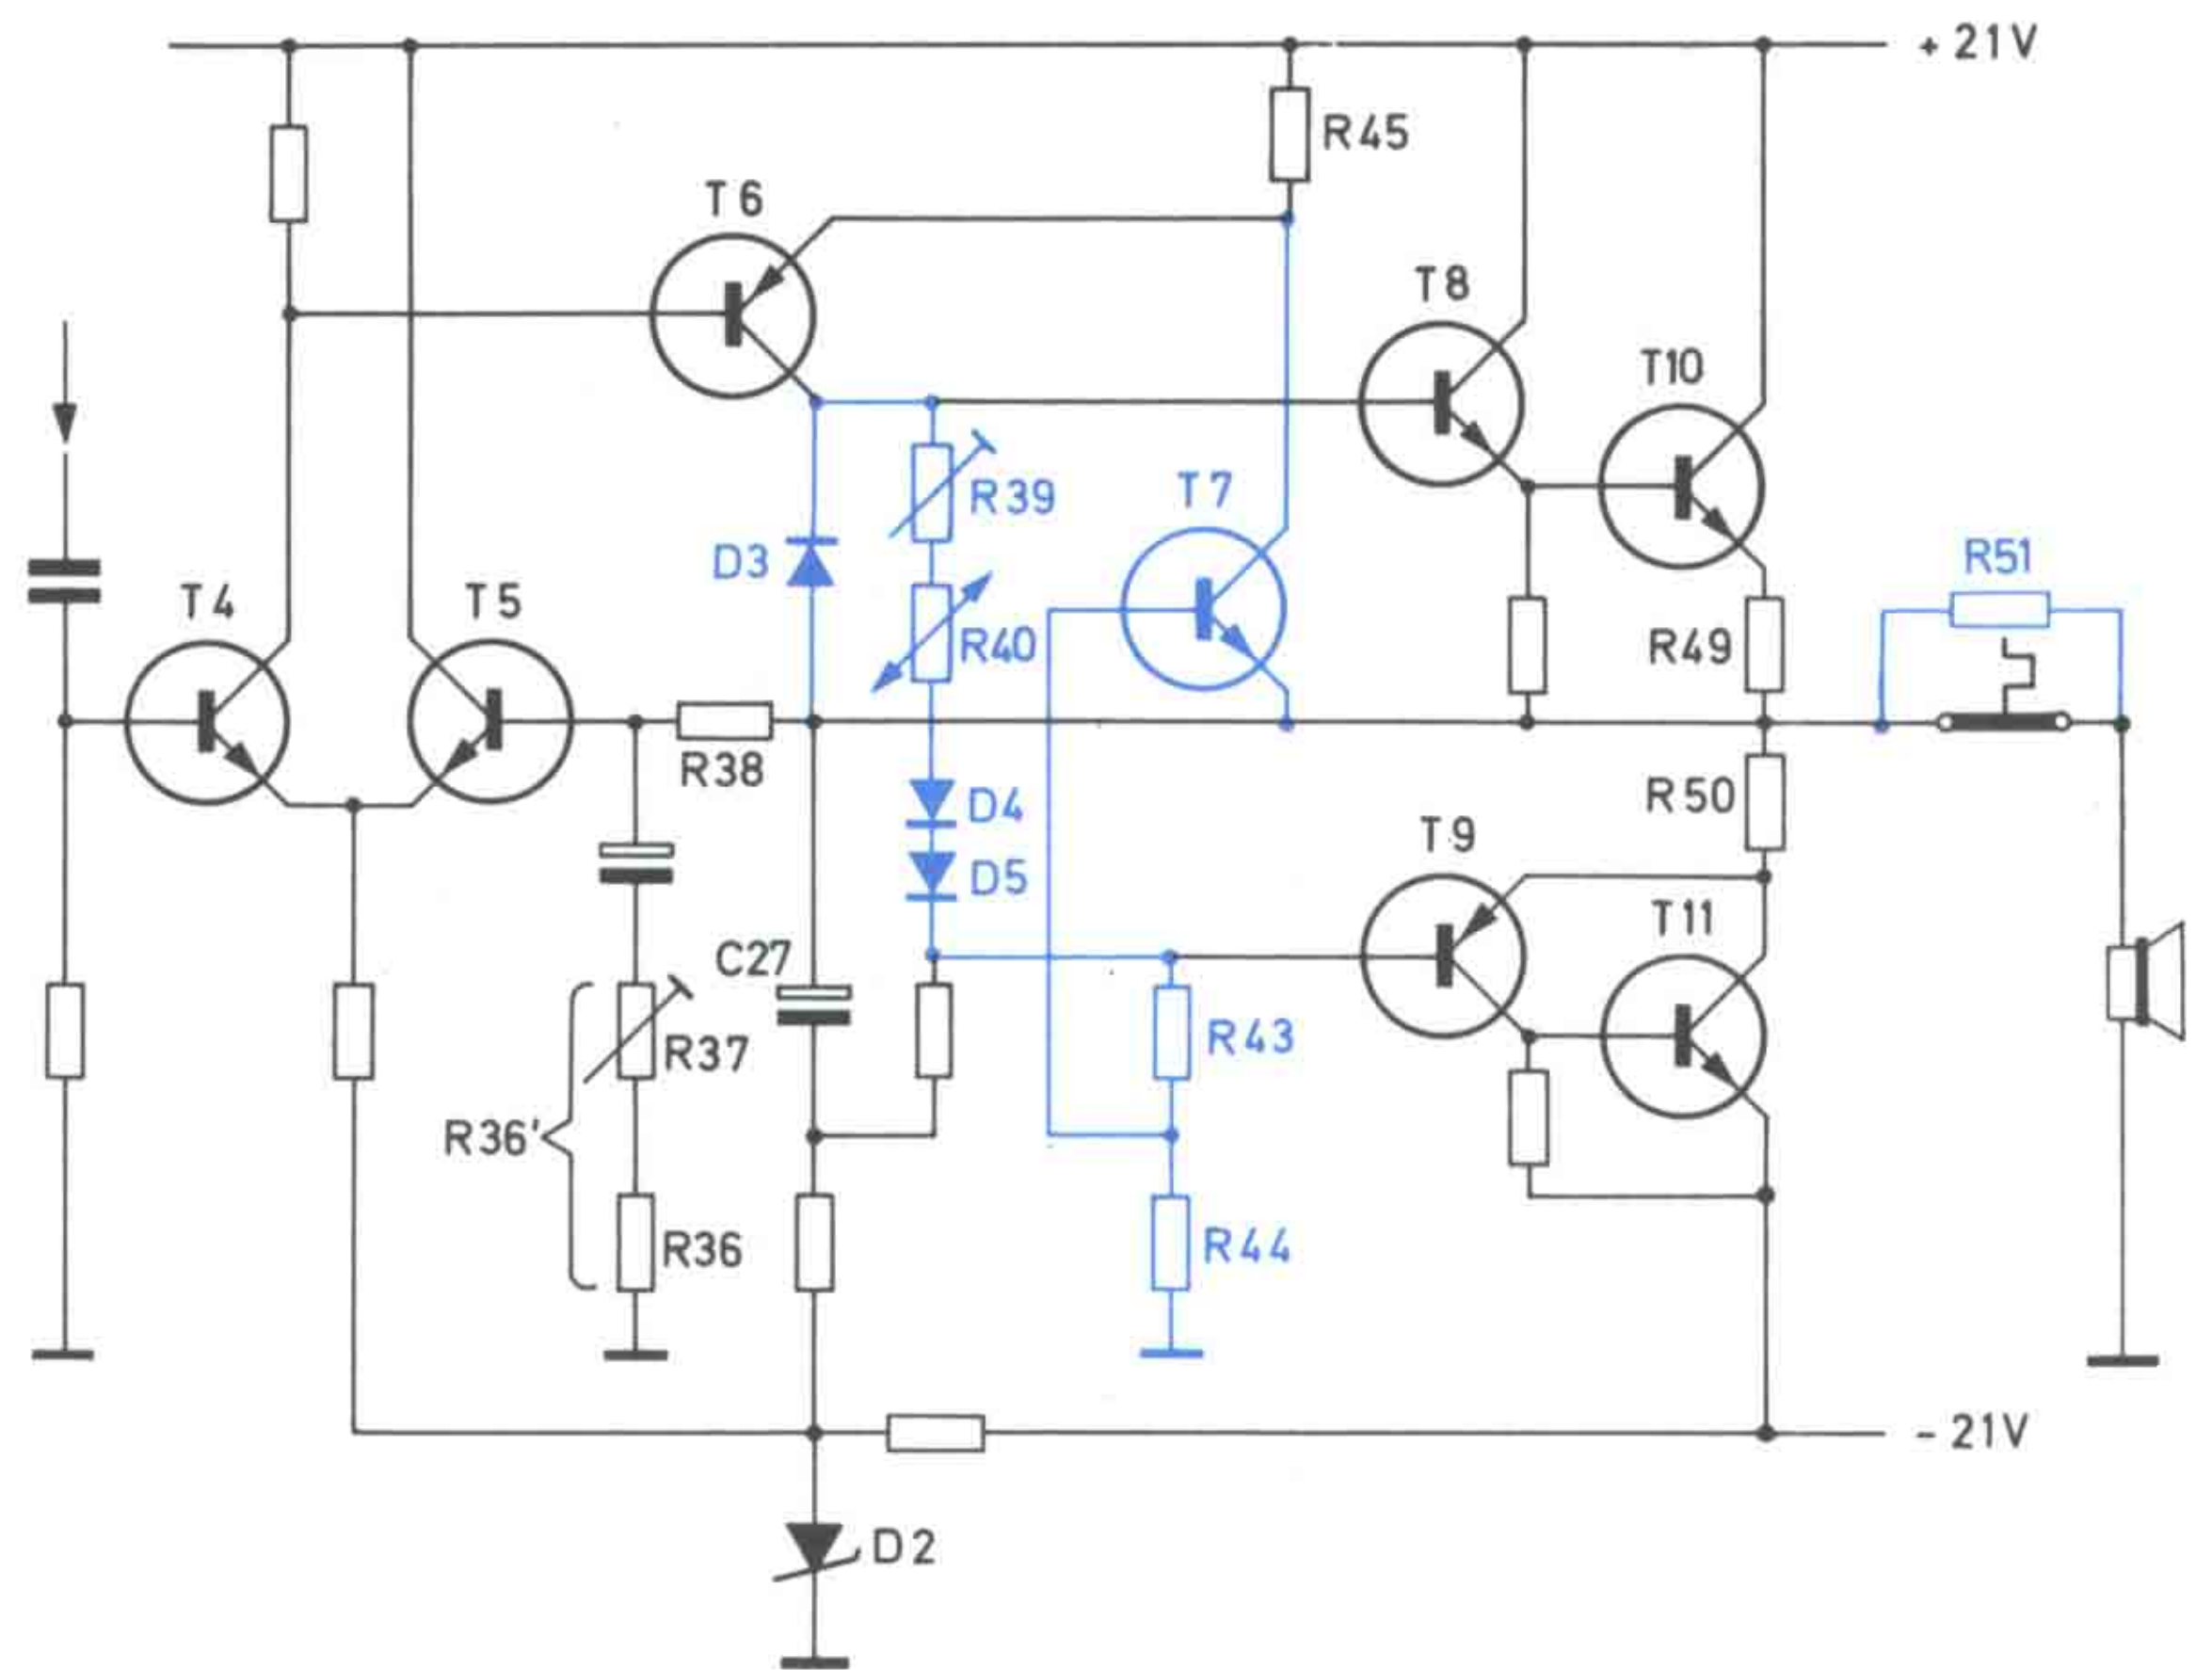 + 21V
R45
T6
T8
T10
R39
T7
D3
R51
T4
T5
R40
R49
R38
D4
R50
T9
D5
T11
C27
R37
R43
R36'
R36
R44
- 21V
D2